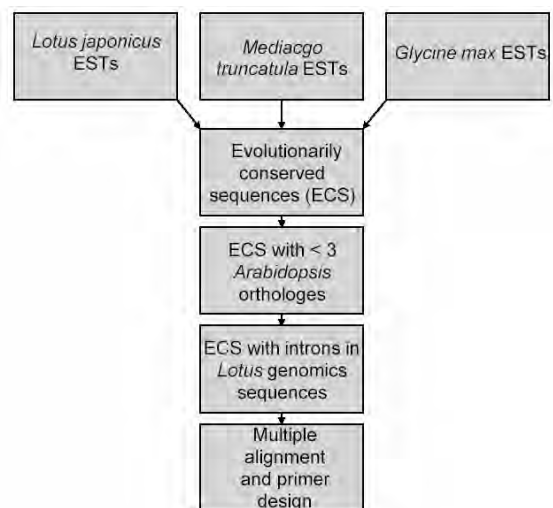 Lotus japonicus
ESTs
Mediacgo
truncatula ESTs
Glycine max ESTs
Evolutionarily
conserved
sequences (ECS)
ECS with < 3
Arabidopsis
orthologes
ECS with introns in
Lotus genomics
sequences
Multiple
alignment
and primer
design